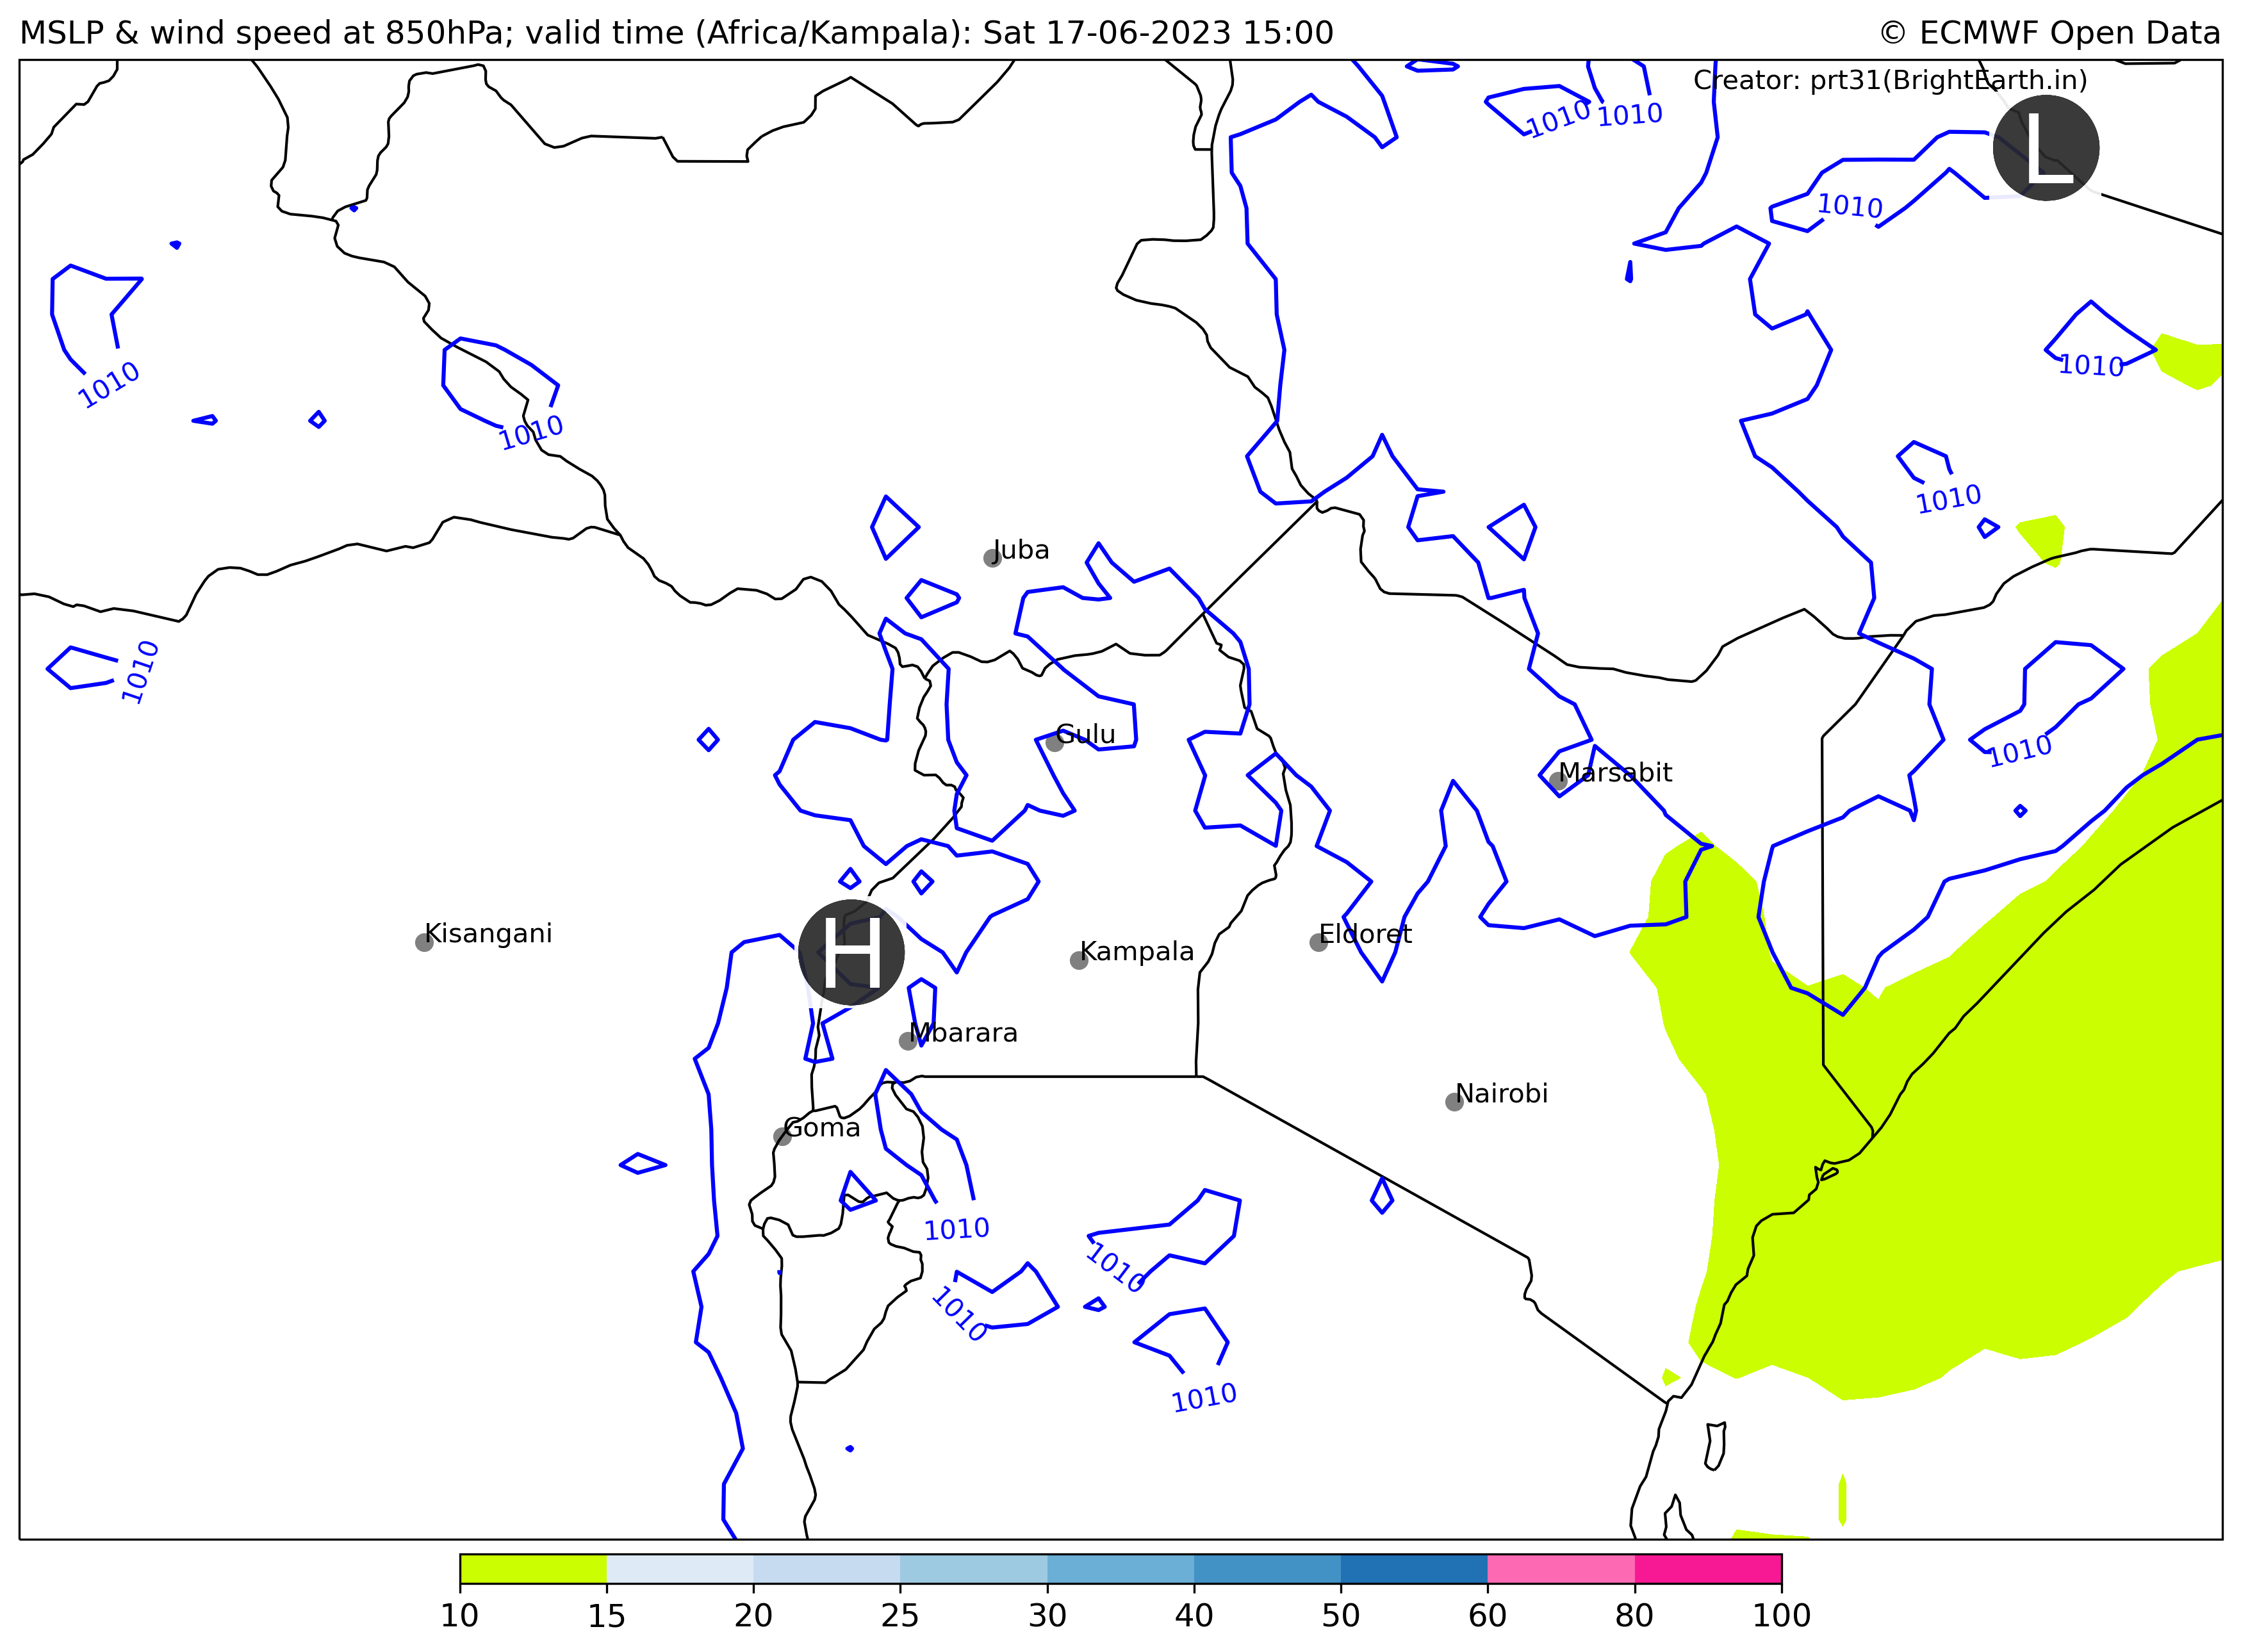 MSLP & wind speed at 850hPa; valid time (Africa/Kampala): Sat 17-06-2023 15:00
© ECMWF Open Data
Creator: prt31(BrightEarth.in)
1010
1010
L
1010
1010
1010
1010
1010
Juba
1010
Gulu
1010
Marsabit
Kisangani
H
Kampala
Eldoret
Mbarara
Nairobi
Goma
1010
1010
1010
1010
10 15 20 25 30 40 50 60 80 100